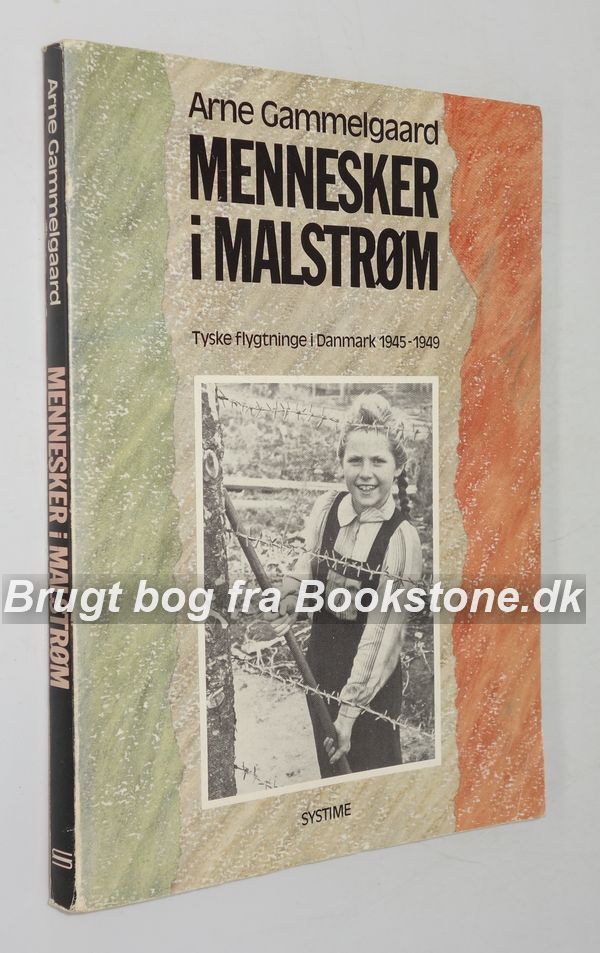 Arne Gammelgaard
MENNESKER
i MALSTRØM
Tyske flygtninge i Danmark 1945-1949
SYSTIME
Arne Gammelgaard
MENNESKER i MALSTRØM
Brugt bog fra Bookstone.dk